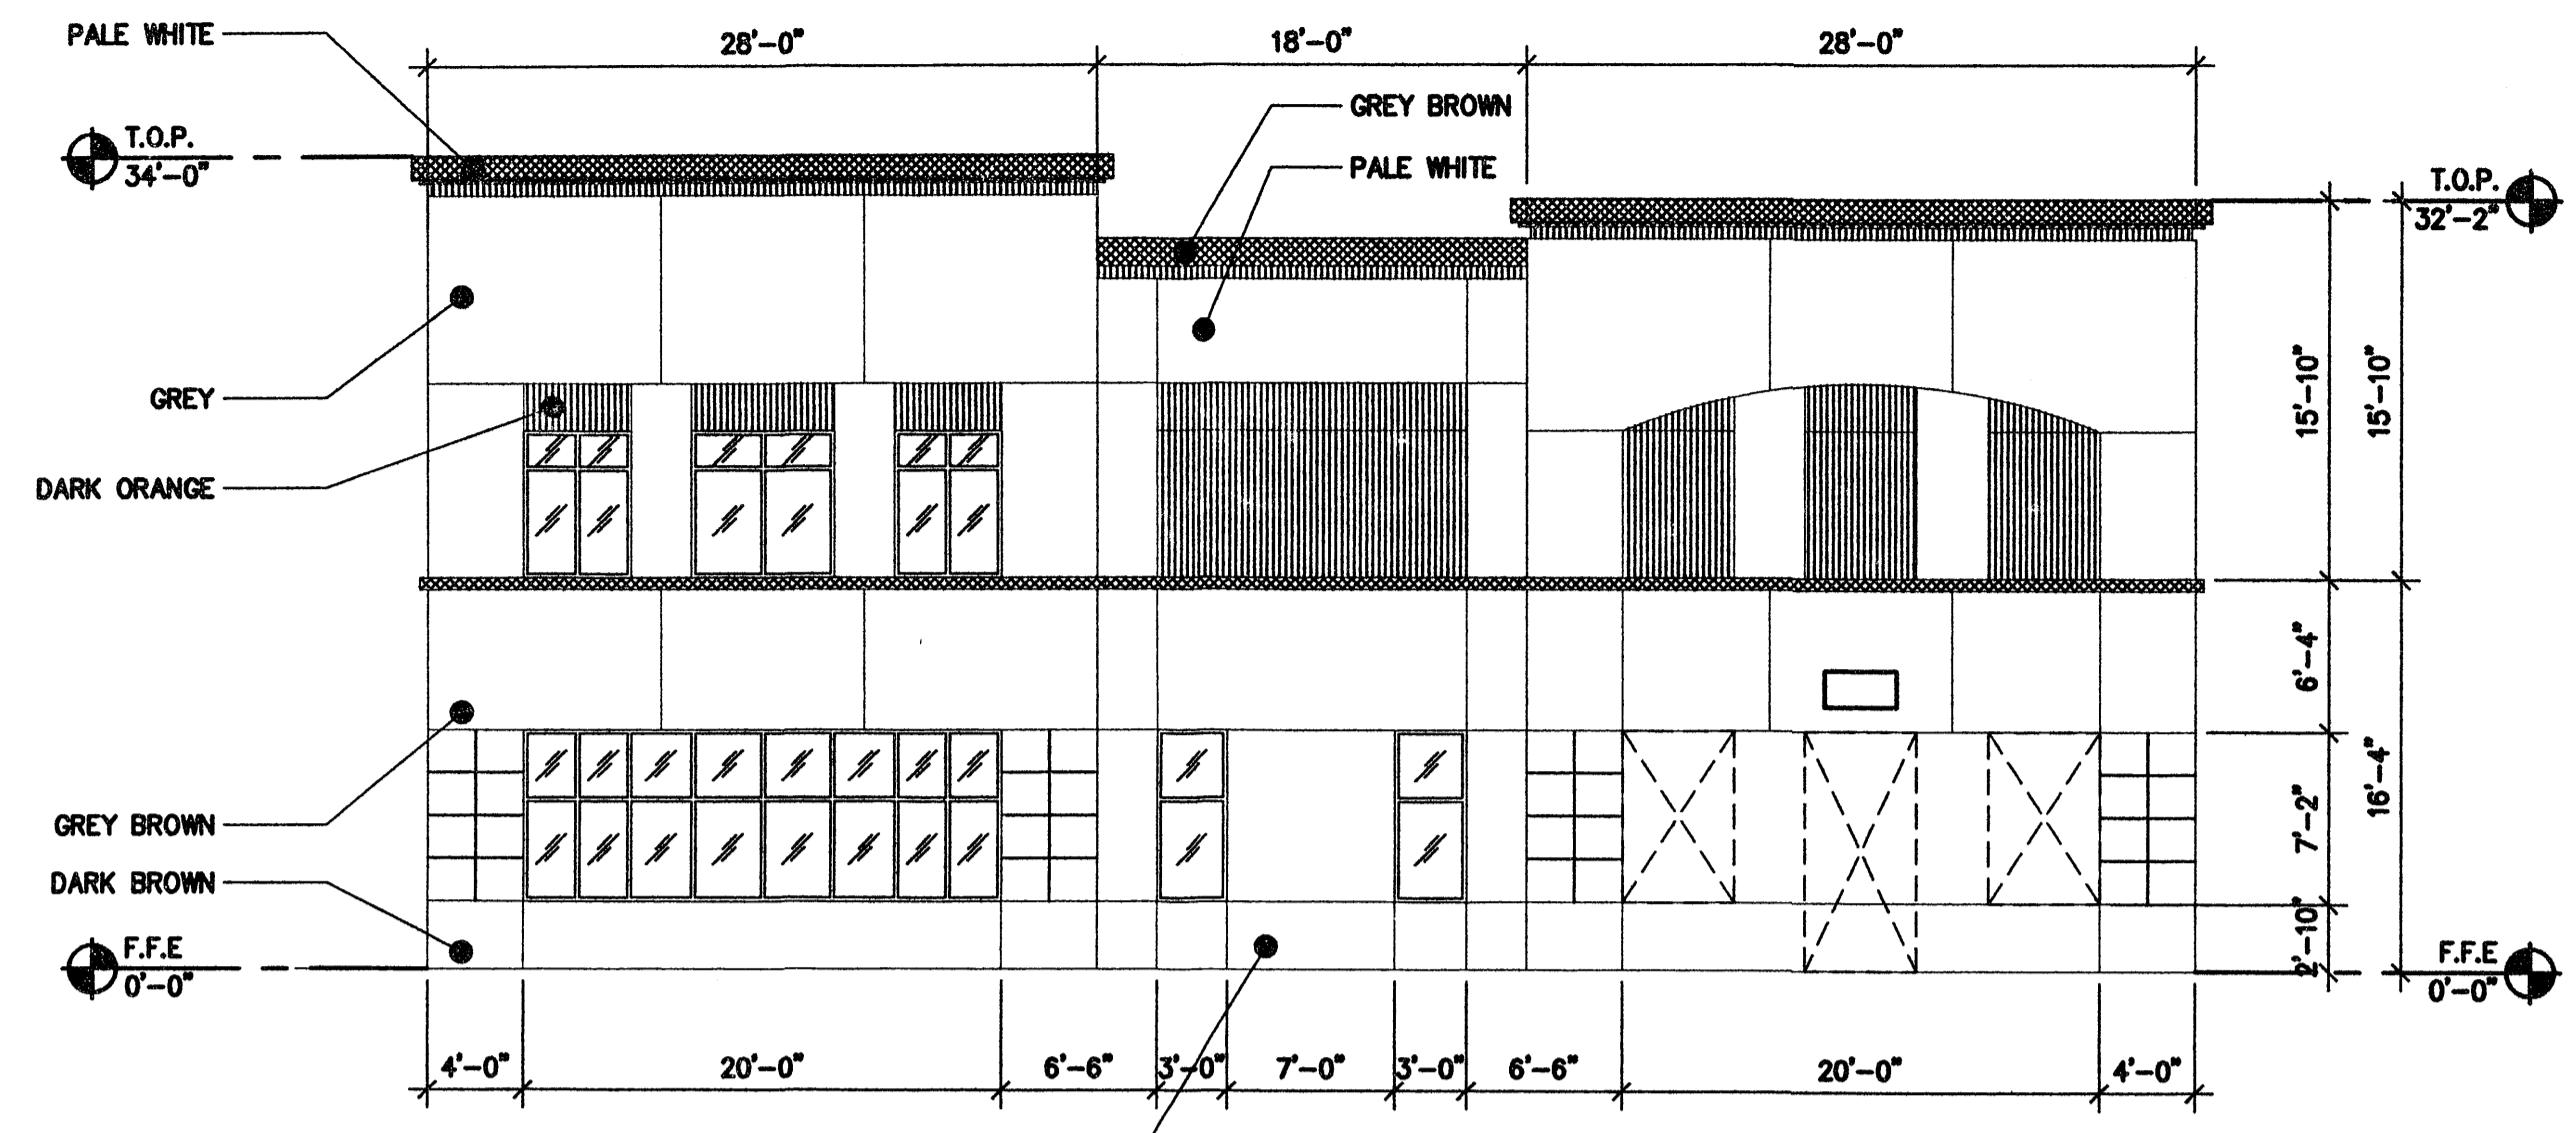 PALE WHITE
28'-0"
18'-0"
28'-0"
GREY BROWN
T.O.P.
34'-0"
PALE WHITE
T.O.P.
32'-2"
GREY
15'-10"
15'-10"
DARK ORANGE
6'-4"
GREY BROWN
7'-2"
16'-4"
DARK BROWN
2'-10"
F.F.E
0'-0"
F.F.E
0'-0"
4'-0"
20'-0"
6'-6"
3'-0"
7'-0"
3'-0"
6'-6"
20'-0"
4'-0"